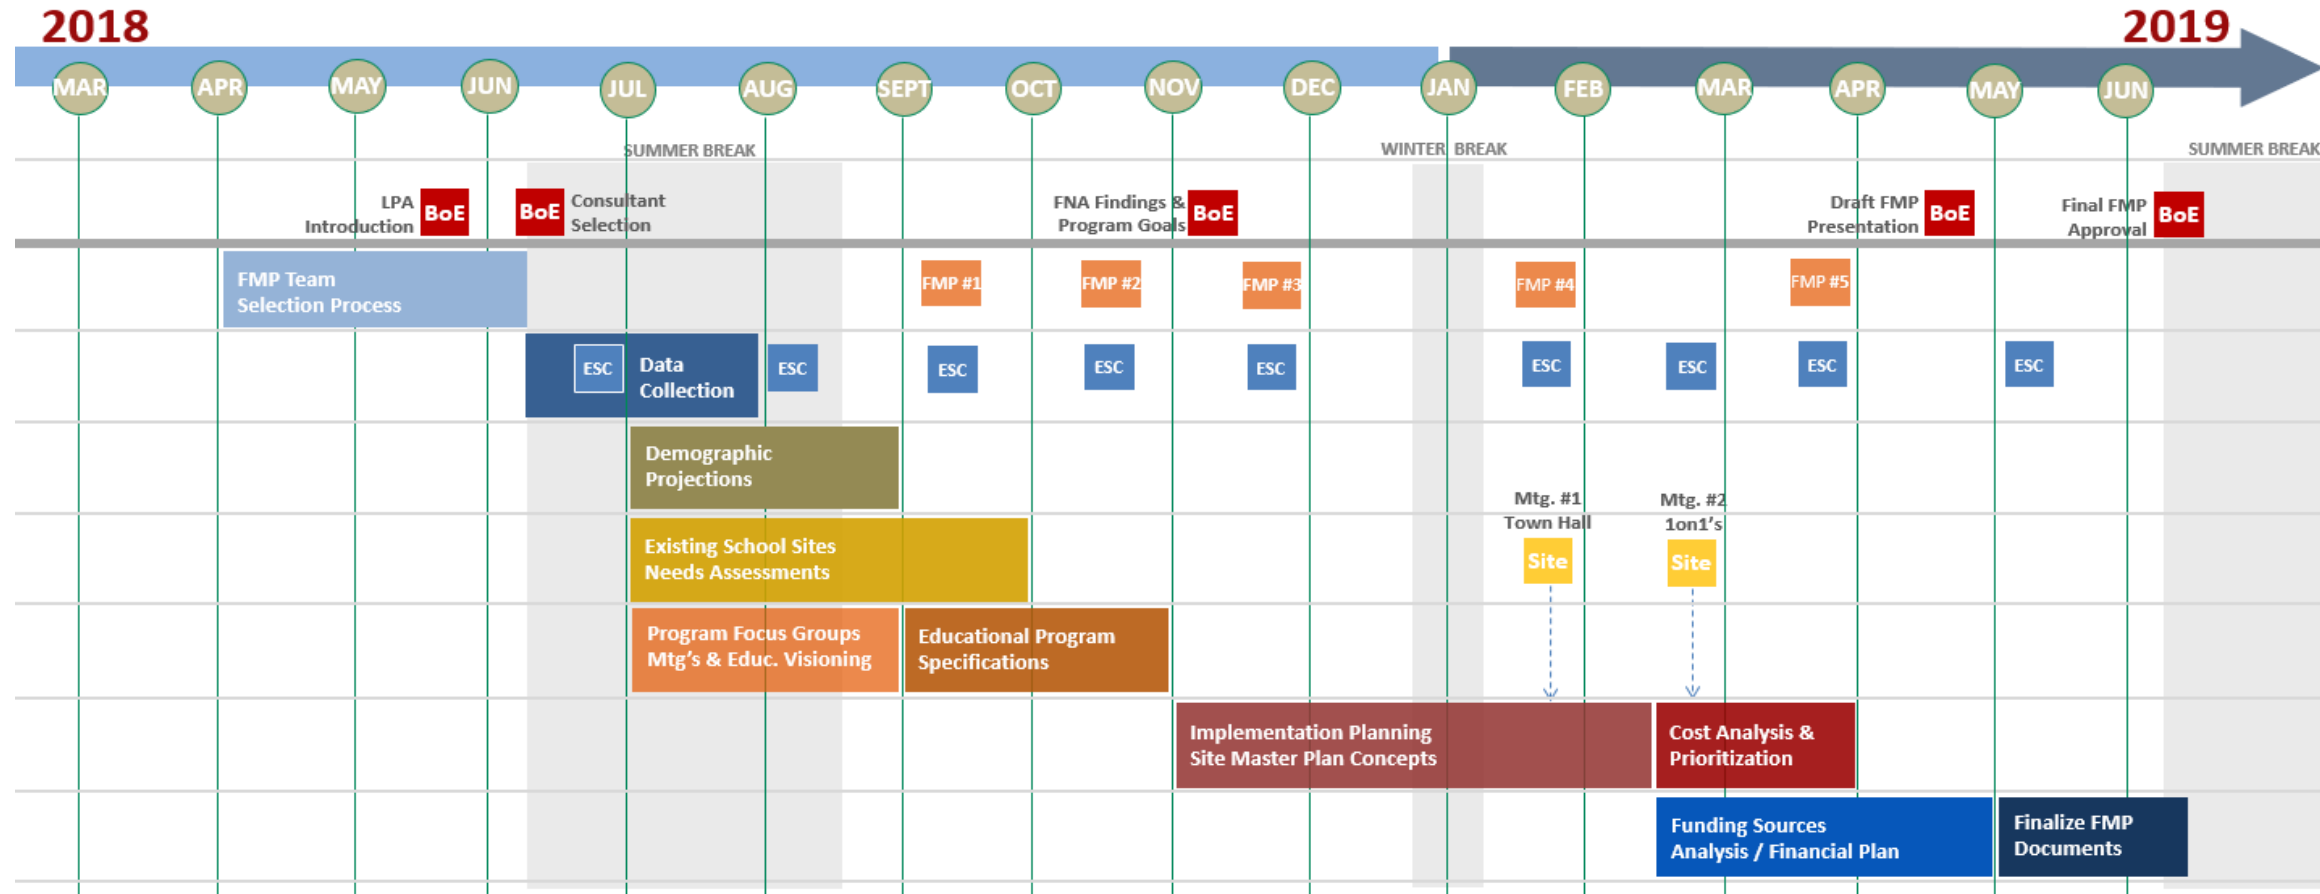 2018
2019
MAR
APR
MAY
JUN
JUL
AUG
SEPT
OCT
NOV
DEC
JAN
FEB
MAR
APR
MAY
JUN
SUMMER BREAK
WINTER BREAK
SUMMER BREAK
LPA
Introduction
BoE
BoE
Consultant
Selection
FNA Findings &
Program Goals
BoE
Draft FMP
Presentation
BoE
Final FMP
Approval
BoE
FMP Team
Selection Process
FMP #1
FMP #2
FMP #3
FMP #4
FMP #5
ESC
Data
Collection
ESC
ESC
ESC
ESC
ESC
ESC
ESC
ESC
Demographic
Projections
Mtg. #1
Town Hall
Mtg. #2
1on1's
Existing School Sites
Needs Assessments
Site
Site
Program Focus Groups
Mtg's & Educ. Visioning
Educational Program
Specifications
Implementation Planning
Site Master Plan Concepts
Cost Analysis &
Prioritization
Funding Sources
Analysis / Financial Plan
Finalize FMP
Documents